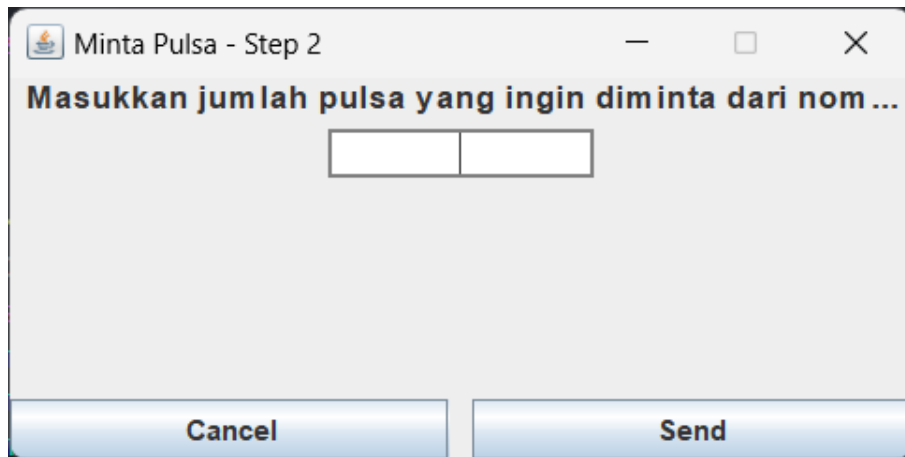 Minta Pulsa - Step 2
Masukkan jumlah pulsa yang ingin diminta dari nom...
Cancel
Send